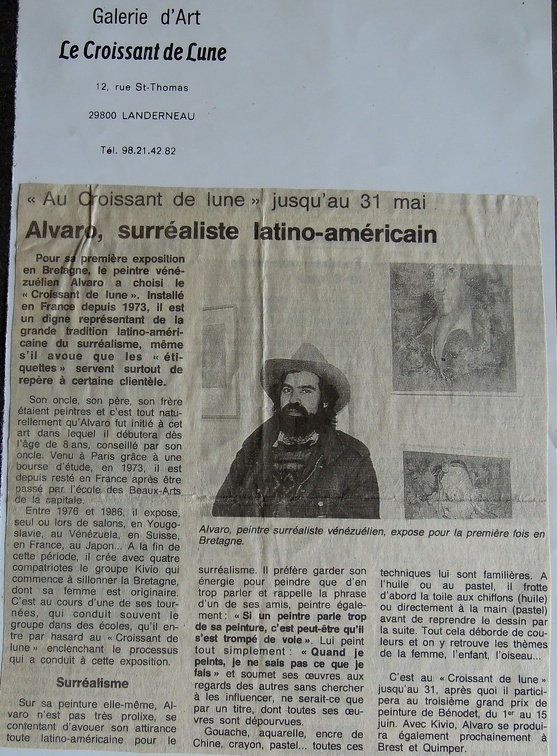 Galerie d'Art
Le Croissant de Lune
12, rue St-Thomas
29800 LANDERNEAU
Tél. 98.21.42.82
« Au Croissant de lune » jusqu'au 31 mai
Alvaro, surréaliste latino-américain
Pour sa première exposition
en Bretagne, le peintre véné-
zuélien Alvaro a choisi le
« Croissant de lune ». Installé
en France depuis 1973, il est
un digne représentant de la
grande tradition latino-améri-
caine du surréalisme, même
s'il avoue que les « éti-
quettes » servent surtout de
repère à certaine clientèle.
Son oncle, son père, son frère
étaient peintres et c'est tout natu-
rellement qu'Alvaro fut initié à cet
art dans lequel il débutera dès
l'âge de 8 ans, conseillé par son
oncle. Venu à Paris grâce à une
bourse d'étude, en 1973, il est
depuis resté en France après être
passé par l'école des Beaux-Arts
de la capitale.
Entre 1976 et 1986, il expose,
seul ou lors de salons, en Yougo-
slavie, au Vénézuela, en Suisse,
en France, au Japon... A la fin de
cette période, il crée avec quatre
compatriotes le groupe Kivio qui
commence à sillonner la Bretagne,
dont sa femme est originaire.
C'est au cours d'une de ses tour-
nées, qui conduit souvent le
groupe dans des écoles, qu'il en-
tre par hasard au « Croissant de
lune » enclenchant le processus
qui a conduit à cette exposition.
Surréalisme
Sur sa peinture elle-même, Al-
varo n'est pas très prolixe, se
contentant d'avouer son attirance
toute latino-américaine pour le
Alvaro, peintre surréaliste vénézuélien, expose pour la première fois en
Bretagne.
surréalisme. Il préfère garder son
énergie pour peindre que d'en
trop parler et rappelle la phrase
d'un de ses amis, peintre égale-
ment : « Si un peintre parle trop
de sa peinture, c'est peut-être qu'il
s'est trompé de voie ». Lui peint
tout simplement : « Quand je
peints, je ne sais pas ce que je
fais » et soumet ses œuvres aux
regards des autres sans chercher
à les influencer, ne serait-ce que
par un titre, dont toutes ses œu-
vres sont dépourvues.
Gouache, aquarelle, encre de
Chine, crayon, pastel... toutes ces
techniques lui sont familières. A
l'huile ou au pastel, il frotte
d'abord la toile aux chiffons (huile)
ou directement à la main (pastel)
avant de reprendre le dessin par
la suite. Tout cela déborde de cou-
leurs et on y retrouve les thèmes
de la femme, l'enfant, l'oiseau...
C'est au « Croissant de lune »
jusqu'au 31, après quoi il partici-
pera au troisième grand prix de
peinture de Bénodet, du 1er au 15
juin. Avec Kivio, Alvaro se produi-
ra également prochainement à
Brest et Quimper.